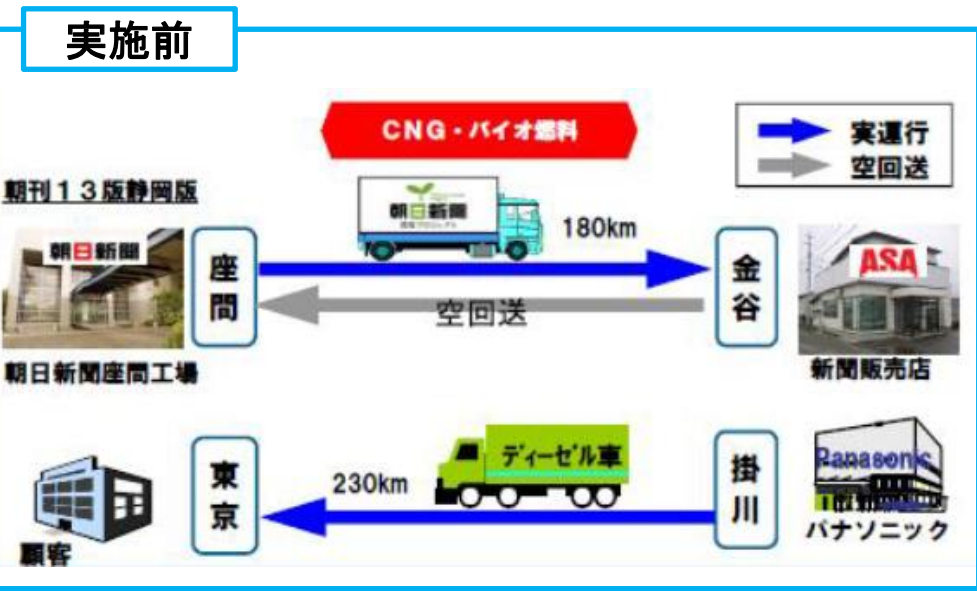 実施前
CNG・バイオ燃料
実運行
空回送
朝刊13版静岡版
朝日新聞
朝日新聞
180km
座間
金谷
ASA
空回送
朝日新聞座間工場
新聞販売店
ディーゼル車
東京
230km
掛川
Panasonic
顧客
パナソニック